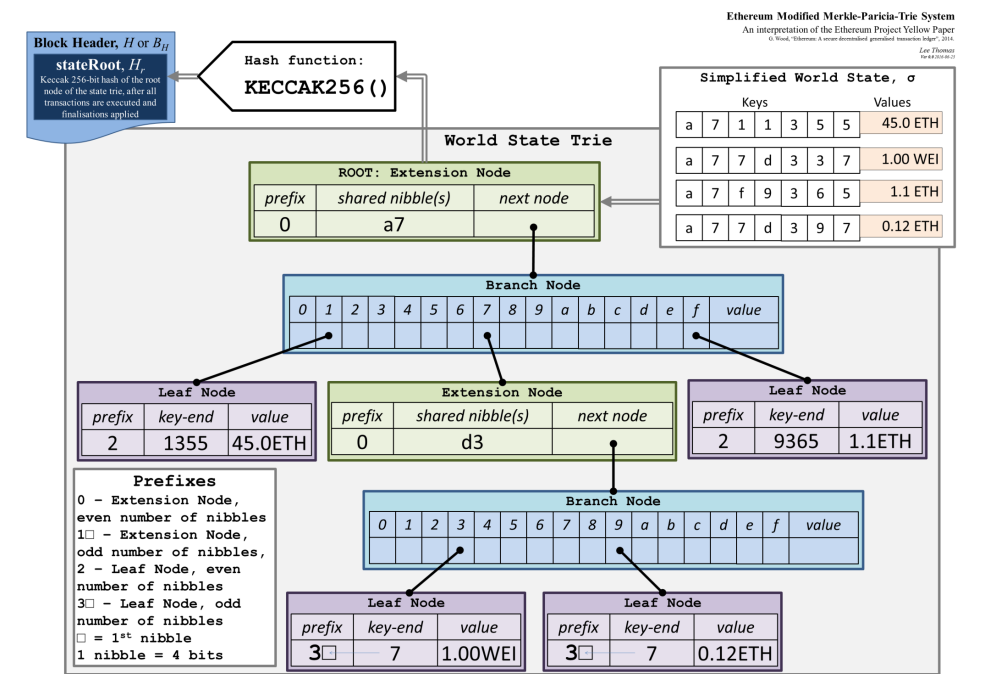 Ethereum Modified Merkle-Paricia-Trie System
An interpretation of the Ethereum Project Yellow Paper
G. Wood, "Ethereum: A secure decentralised generalised transaction ledger", 2014.
Lee Thomas
Block Header, H or B_H
stateRoot, H_r
Keccak 256-bit hash of the root
node of the state trie, after all
transactions are executed and
finalisations applied
Hash function:
KECCAK256()
Simplified World State, σ
Keys Values
a 7 1 1 3 5 5 45.0 ETH
a 7 7 d 3 3 7 1.00 WEI
a 7 f 9 3 6 5 1.1 ETH
a 7 7 d 3 9 7 0.12 ETH
World State Trie
ROOT: Extension Node
prefix shared nibble(s) next node
0 a7
Branch Node
0 1 2 3 4 5 6 7 8 9 a b c d e f value
Leaf Node
prefix key-end value
2 1355 45.0ETH
Extension Node
prefix shared nibble(s) next node
0 d3
Leaf Node
prefix key-end value
2 9365 1.1ETH
Branch Node
0 1 2 3 4 5 6 7 8 9 a b c d e f value
Leaf Node
prefix key-end value
3□ 7 1.00WEI
Leaf Node
prefix key-end value
3□ 7 0.12ETH
Prefixes
0 – Extension Node,
even number of nibbles
1□ – Extension Node,
odd number of nibbles,
2 – Leaf Node, even
number of nibbles
3□ – Leaf Node, odd
number of nibbles
□ = 1st nibble
1 nibble = 4 bits